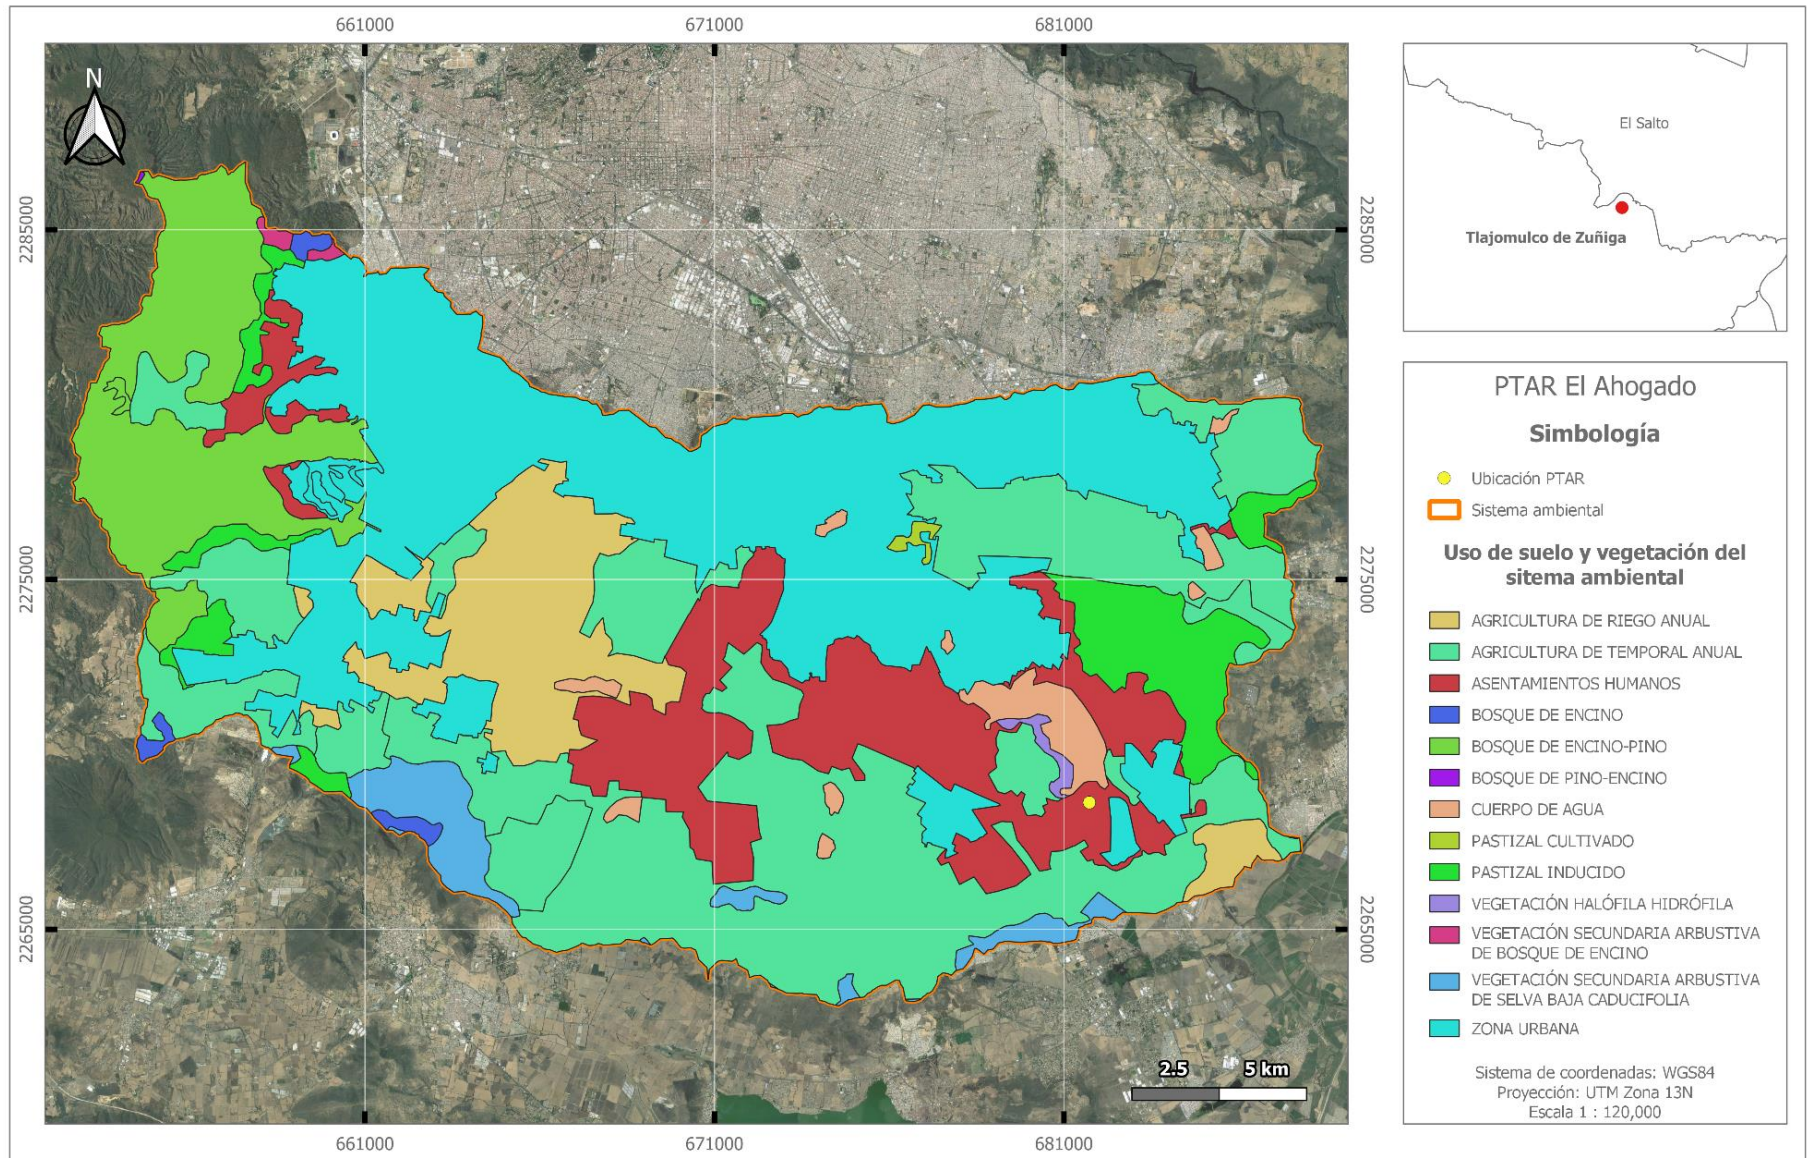 661000
671000
681000
N
2285000
2285000
2275000
2275000
2265000
2265000
2.5
5 km
661000
671000
681000
El Salto
Tlajomulco de Zuñiga
PTAR El Ahogado
Simbología
Ubicación PTAR
Sistema ambiental
Uso de suelo y vegetación del
sitema ambiental
AGRICULTURA DE RIEGO ANUAL
AGRICULTURA DE TEMPORAL ANUAL
ASENTAMIENTOS HUMANOS
BOSQUE DE ENCINO
BOSQUE DE ENCINO-PINO
BOSQUE DE PINO-ENCINO
CUERPO DE AGUA
PASTIZAL CULTIVADO
PASTIZAL INDUCIDO
VEGETACIÓN HALÓFILA HIDRÓFILA
VEGETACIÓN SECUNDARIA ARBUSTIVA
DE BOSQUE DE ENCINO
VEGETACIÓN SECUNDARIA ARBUSTIVA
DE SELVA BAJA CADUCIFOLIA
ZONA URBANA
Sistema de coordenadas: WGS84
Proyección: UTM Zona 13N
Escala 1 : 120,000